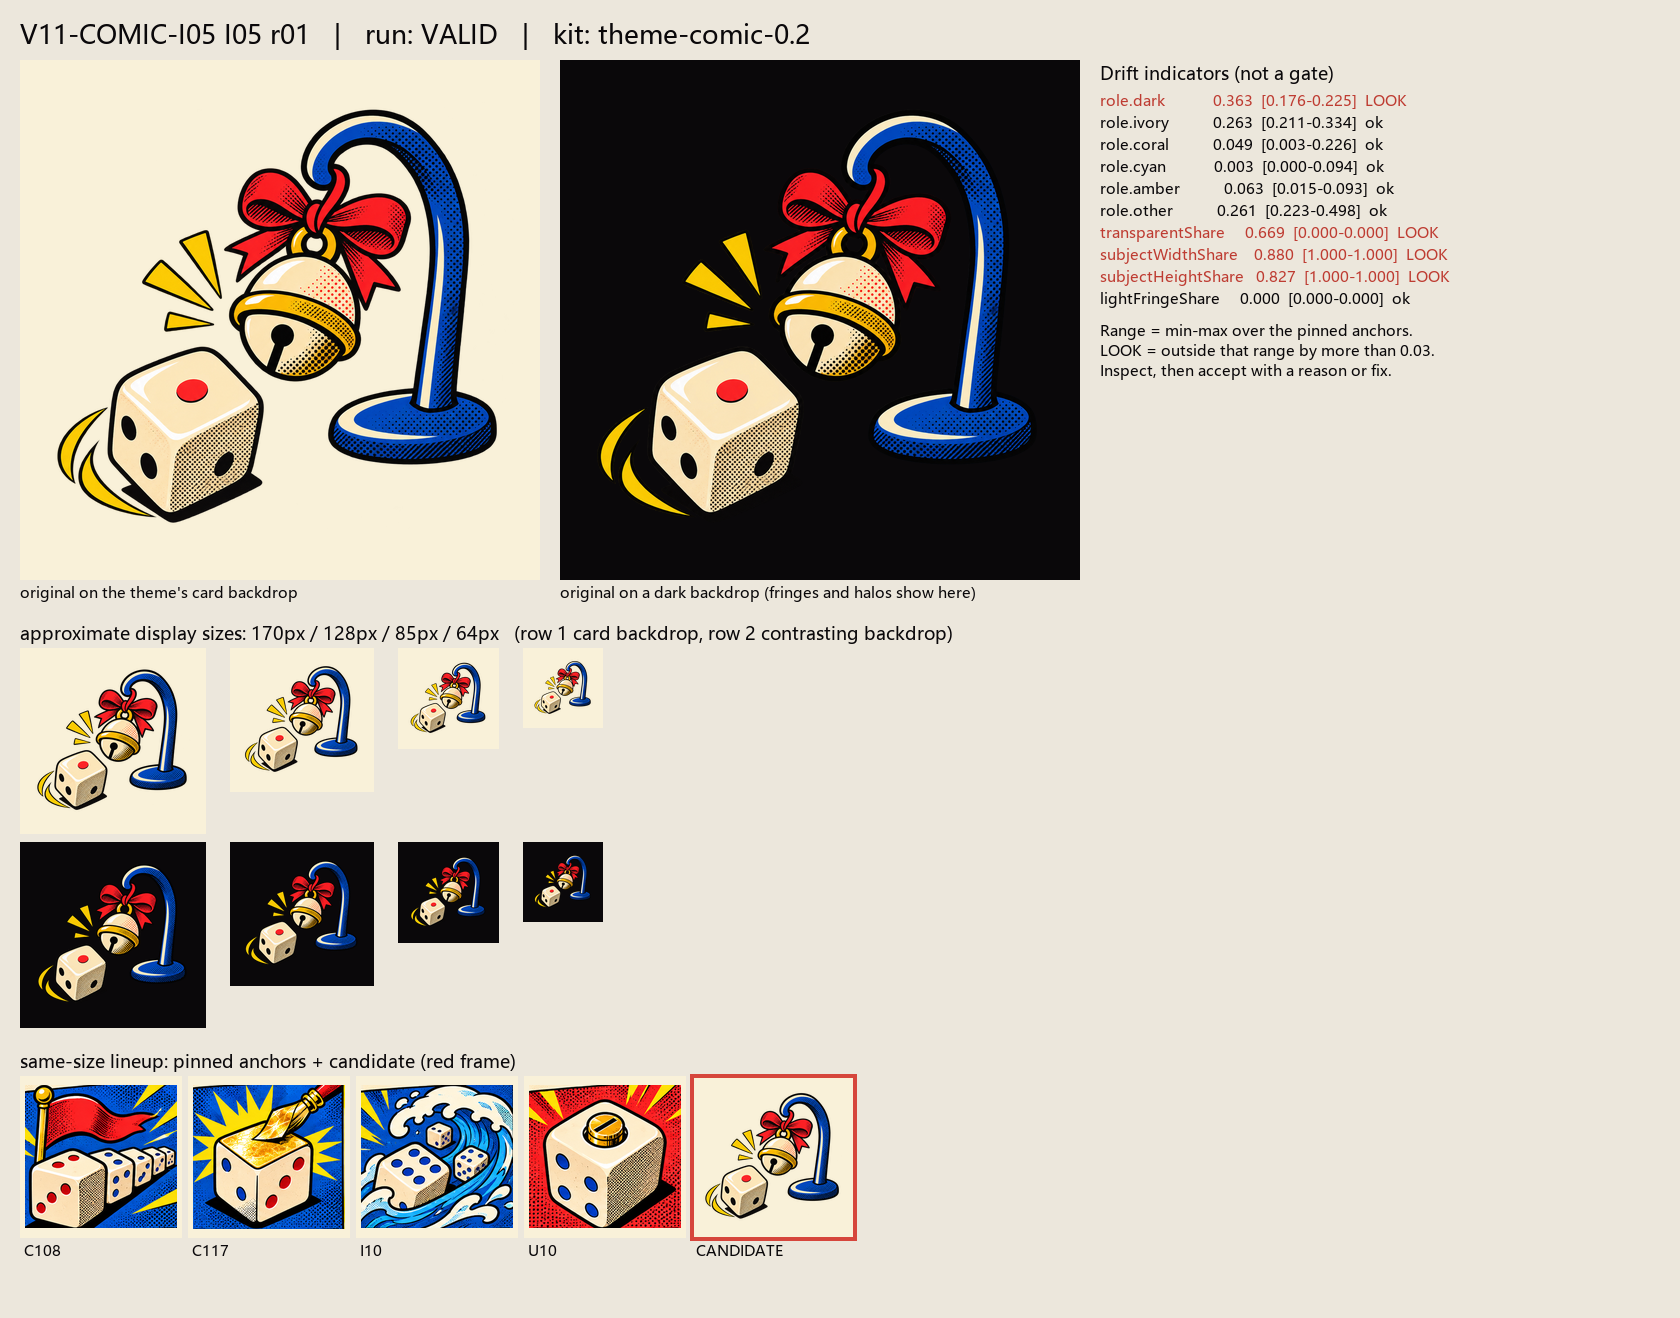 V11-COMIC-I05 I05 r01 | run: VALID | kit: theme-comic-0.2
Drift indicators (not a gate)
role.dark 0.363 [0.176-0.225] LOOK
role.ivory 0.263 [0.211-0.334] ok
role.coral 0.049 [0.003-0.226] ok
role.cyan 0.003 [0.000-0.094] ok
role.amber 0.063 [0.015-0.093] ok
role.other 0.261 [0.223-0.498] ok
transparentShare 0.669 [0.000-0.000] LOOK
subjectWidthShare 0.880 [1.000-1.000] LOOK
subjectHeightShare 0.827 [1.000-1.000] LOOK
lightFringeShare 0.000 [0.000-0.000] ok
Range = min-max over the pinned anchors.
LOOK = outside that range by more than 0.03.
Inspect, then accept with a reason or fix.
original on the theme's card backdrop
original on a dark backdrop (fringes and halos show here)
approximate display sizes: 170px / 128px / 85px / 64px (row 1 card backdrop, row 2 contrasting backdrop)
same-size lineup: pinned anchors + candidate (red frame)
C108
C117
I10
U10
CANDIDATE